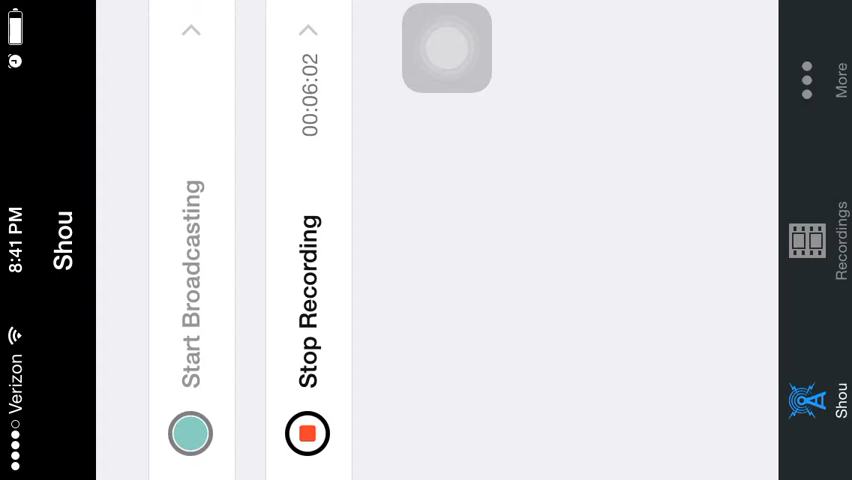 Verizon 8:41 PM
Shou
Start Broadcasting
Stop Recording 00:06:02
Shou Recordings More